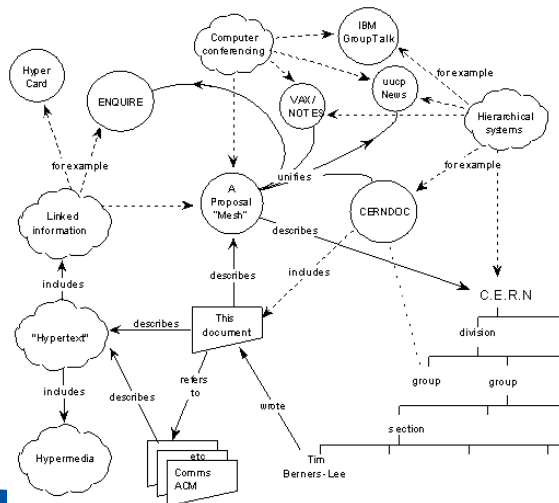 IBM
GroupTalk
Computer
conferencing
Hyper
Card
for example
uucp
News
ENQUIRE
VAX/
NOTES
Hierarchical
systems
for example
unifies
for example
A
Proposal
"Mesh"
CERNDOC
Linked
information
describes
includes
describes
includes
C.E.R.N
This
document
describes
division
"Hypertext"
refers
to
group
group
includes
describes
wrote
section
etc
Tim
Berners-Lee
Hypermedia
Comms
ACM